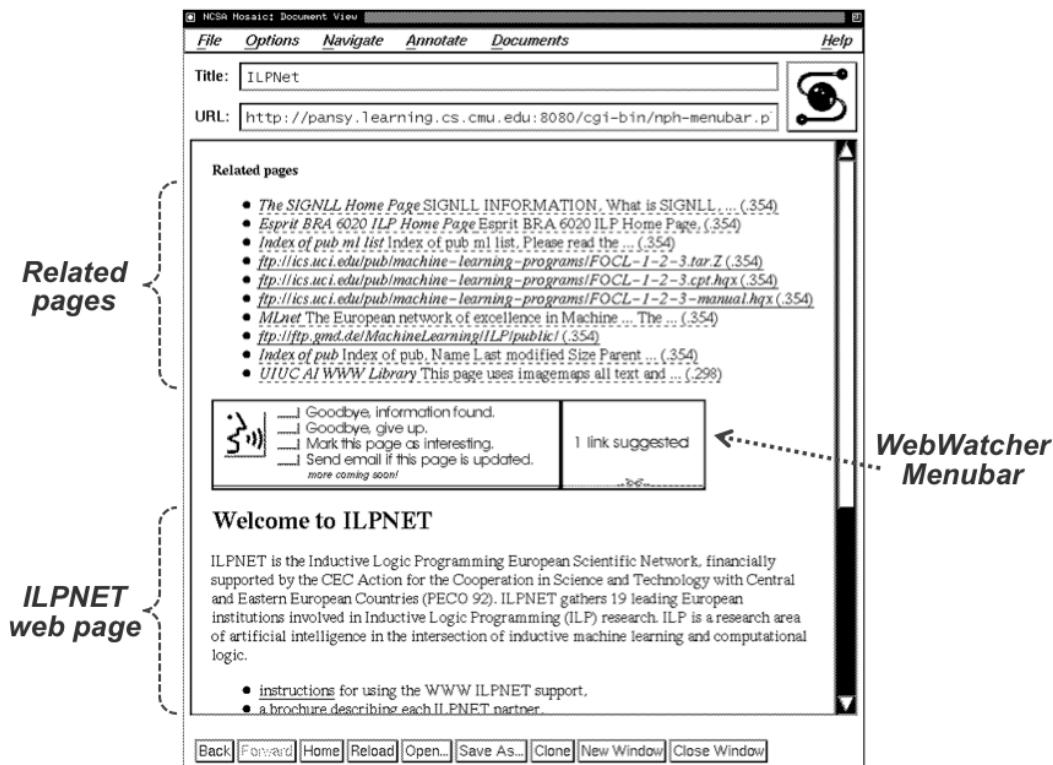 NCSA Mosaic: Document View
File Options Navigate Annotate Documents Help
Title: ILPNet
URL: http://pansy.learning.cs.cmu.edu:8080/cgi-bin/nph-menubar.p
Related pages
The SIGNLL Home Page SIGNLL INFORMATION, What is SIGNLL, ... (.354)
Esprit BRA 6020 ILP Home Page Esprit BRA 6020 ILP Home Page, (.354)
Index of pub ml list Index of pub ml list, Please read the ... (.354)
ftp://ics.uci.edu/pub/machine-learning-programs/FOCL-1-2-3.tar.Z (.354)
ftp://ics.uci.edu/pub/machine-learning-programs/FOCL-1-2-3.cpt.hqx (.354)
ftp://ics.uci.edu/pub/machine-learning-programs/FOCL-1-2-3-manual.hqx (.354)
MLnet The European network of excellence in Machine ... The ... (.354)
ftp://ftp.gmd.de/MachineLearning/ILP/public/ (.354)
Index of pub Index of pub, Name Last modified Size Parent ... (.354)
UIUC AI WWW Library This page uses imagemaps all text and ... (.298)
Related
pages
Goodbye, information found.
Goodbye, give up.
Mark this page as interesting.
Send email if this page is updated.
more coming soon!
1 link suggested
WebWatcher
Menubar
Welcome to ILPNET
ILPNET is the Inductive Logic Programming European Scientific Network, financially
supported by the CEC Action for the Cooperation in Science and Technology with Central
and Eastern European Countries (PECO 92). ILPNET gathers 19 leading European
institutions involved in Inductive Logic Programming (ILP) research. ILP is a research area
of artificial intelligence in the intersection of inductive machine learning and computational
logic.
ILPNET
web page
instructions for using the WWW ILPNET support,
a brochure describing each ILPNET partner,
Back Forward Home Reload Open... Save As... Clone New Window Close Window